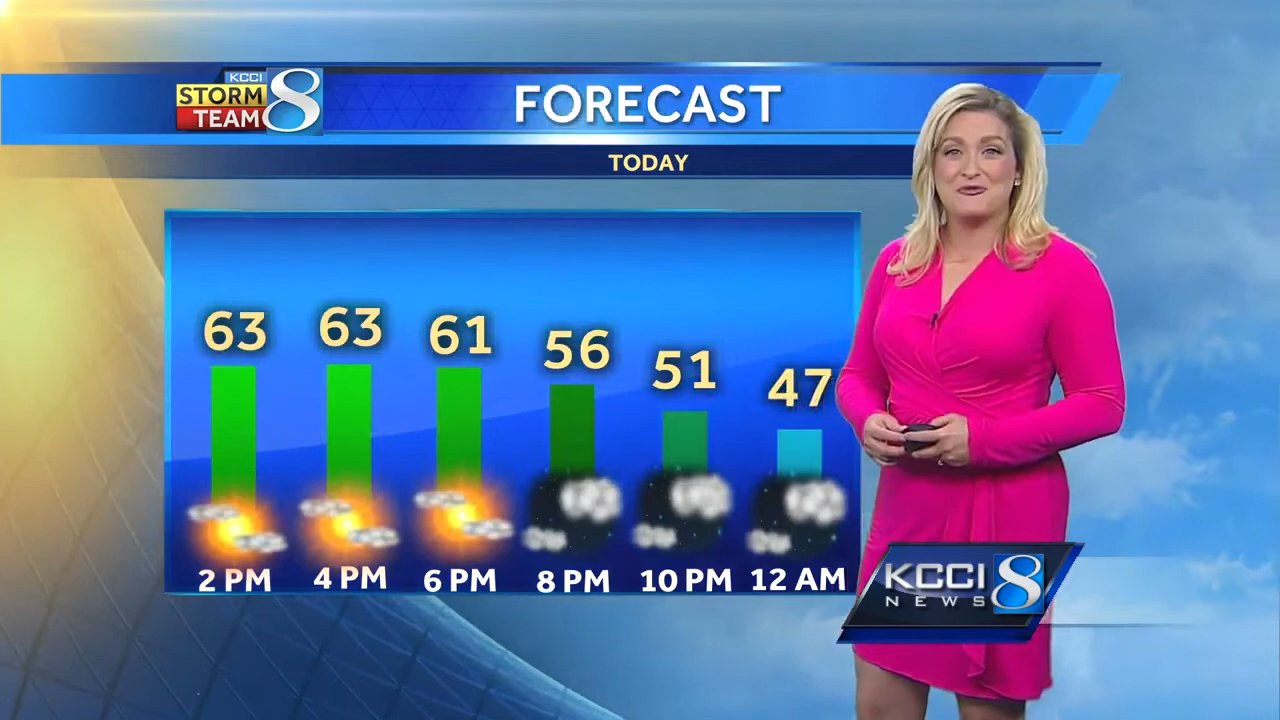 KCCI
STORM
TEAM
8
FORECAST
TODAY
63 63 61 56 51 47
2 PM 4 PM 6 PM 8 PM 10 PM 12 AM
KCCI 8
NEWS